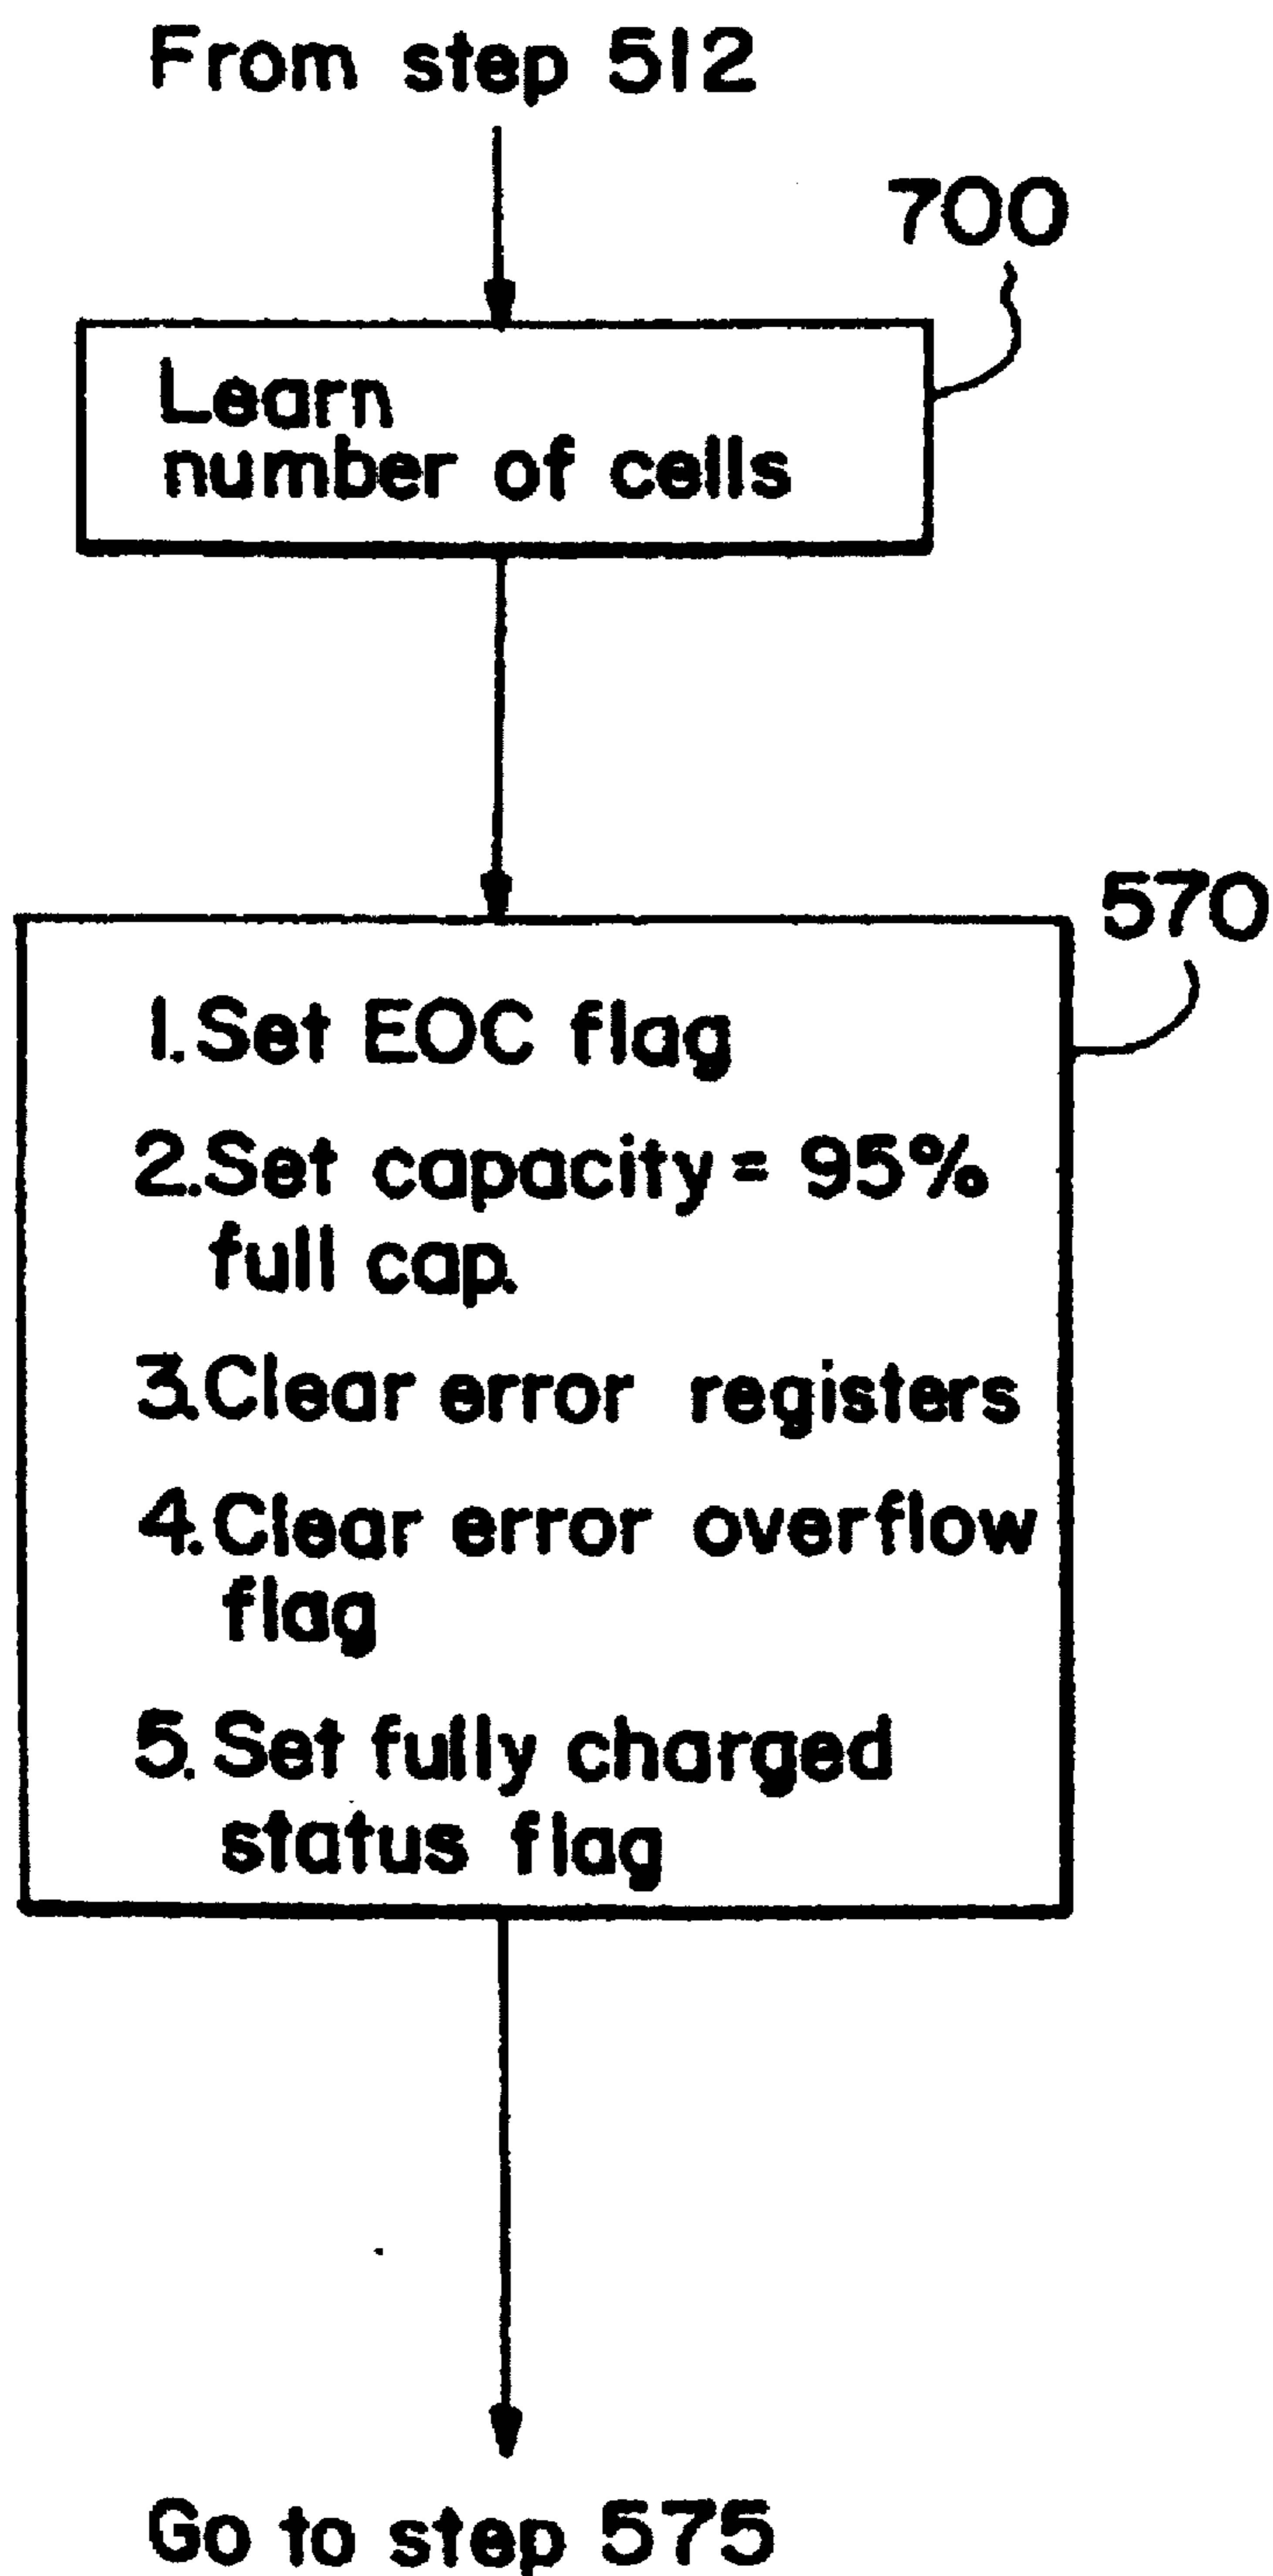 From step 512
700
Learn
number of cells
570
1. Set EOC flag
2. Set capacity = 95%
full cap.
3. Clear error registers
4. Clear error overflow
flag
5. Set fully charged
status flag
Go to step 575